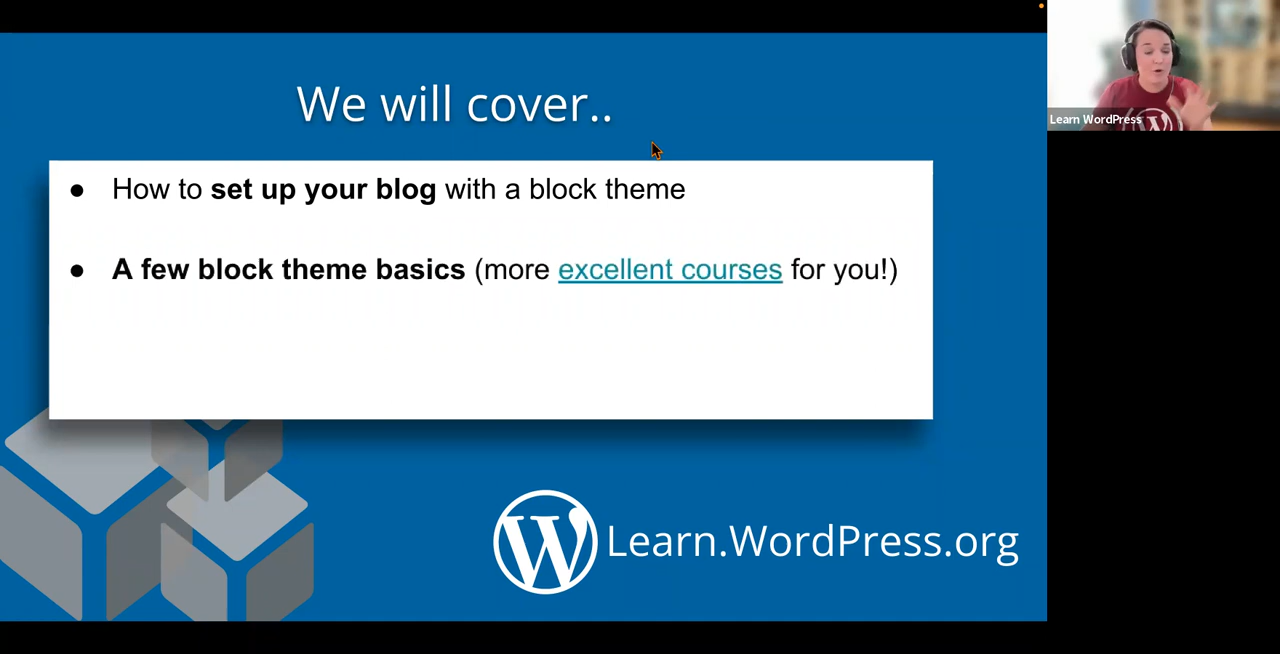 We will cover..
● How to set up your blog with a block theme
● A few block theme basics (more excellent courses for you!)
Learn.WordPress.org
Learn WordPress